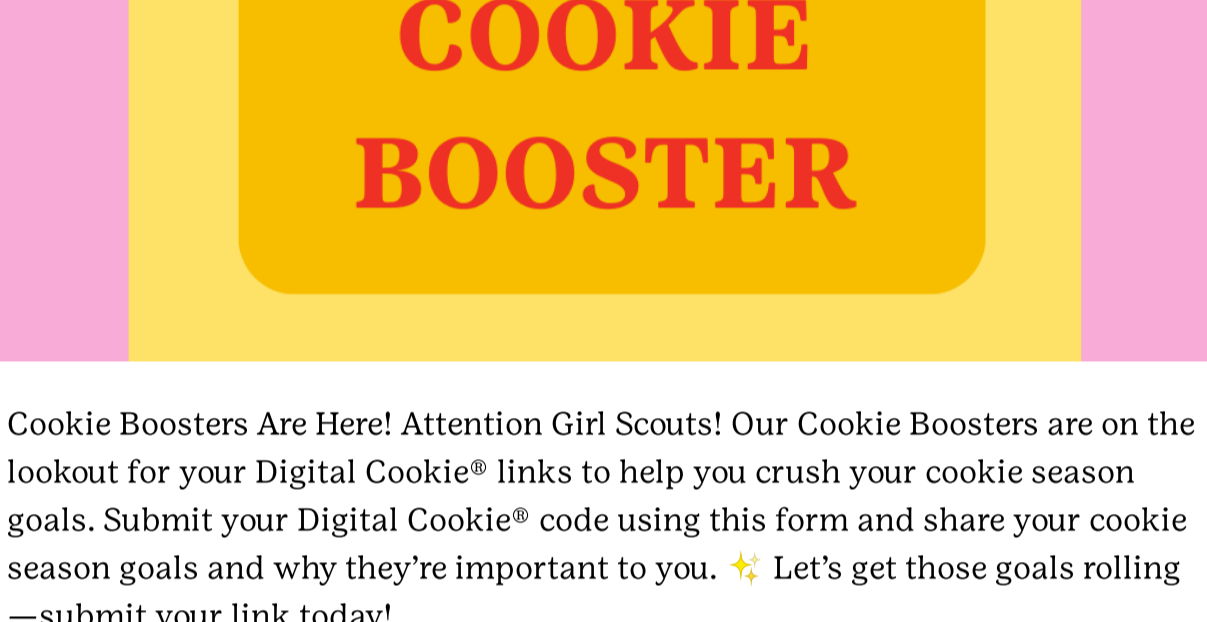 COOKIE
BOOSTER
Cookie Boosters Are Here! Attention Girl Scouts! Our Cookie Boosters are on the
lookout for your Digital Cookie® links to help you crush your cookie season
goals. Submit your Digital Cookie® code using this form and share your cookie
season goals and why they’re important to you. ✨ Let’s get those goals rolling
—submit your link today!